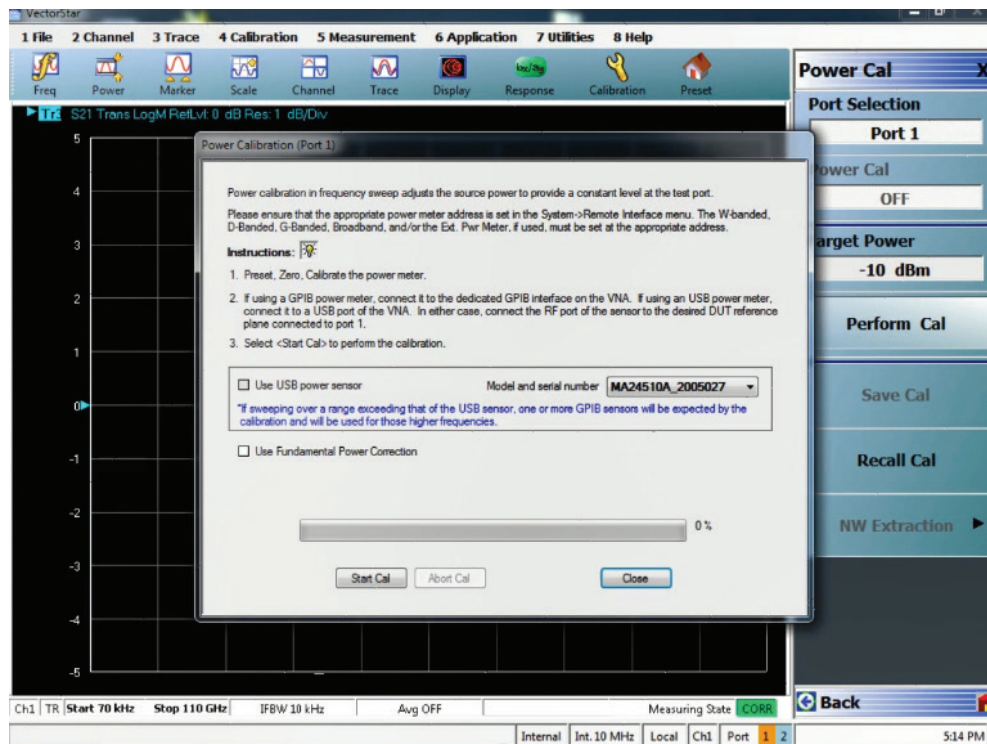 VectorStar
1 File 2 Channel 3 Trace 4 Calibration 5 Measurement 6 Application 7 Utilities 8 Help
Freq Power Marker Scale Channel Trace Display Response Calibration Preset
Tr3 S21 Trans LogM RefLvl: 0 dB Res: 1 dB/Div
5
4
3
2
1
0
-1
-2
-3
-4
-5
Power Calibration (Port 1)
Power calibration in frequency sweep adjusts the source power to provide a constant level at the test port.
Please ensure that the appropriate power meter address is set in the System->Remote Interface menu. The W-banded,
D-Banded, G-Banded, Broadband, and/or the Ext. Pwr Meter, if used, must be set at the appropriate address.
Instructions:
1. Preset, Zero, Calibrate the power meter.
2. If using a GPIB power meter, connect it to the dedicated GPIB interface on the VNA. If using an USB power meter,
connect it to a USB port of the VNA. In either case, connect the RF port of the sensor to the desired DUT reference
plane connected to port 1.
3. Select <Start Cal> to perform the calibration.
Use USB power sensor
Model and serial number MA24510A_2005027
*If sweeping over a range exceeding that of the USB sensor, one or more GPIB sensors will be expected by the
calibration and will be used for those higher frequencies.
Use Fundamental Power Correction
0 %
Start Cal Abort Cal Close
Power Cal X
Port Selection
Port 1
Power Cal
OFF
Target Power
-10 dBm
Perform Cal
Save Cal
Recall Cal
NW Extraction
Back
Ch1 TR Start 70 kHz Stop 110 GHz IFBW 10 kHz Avg OFF Measuring State CORR
Internal Int. 10 MHz Local Ch1 Port 1 2 5:14 PM